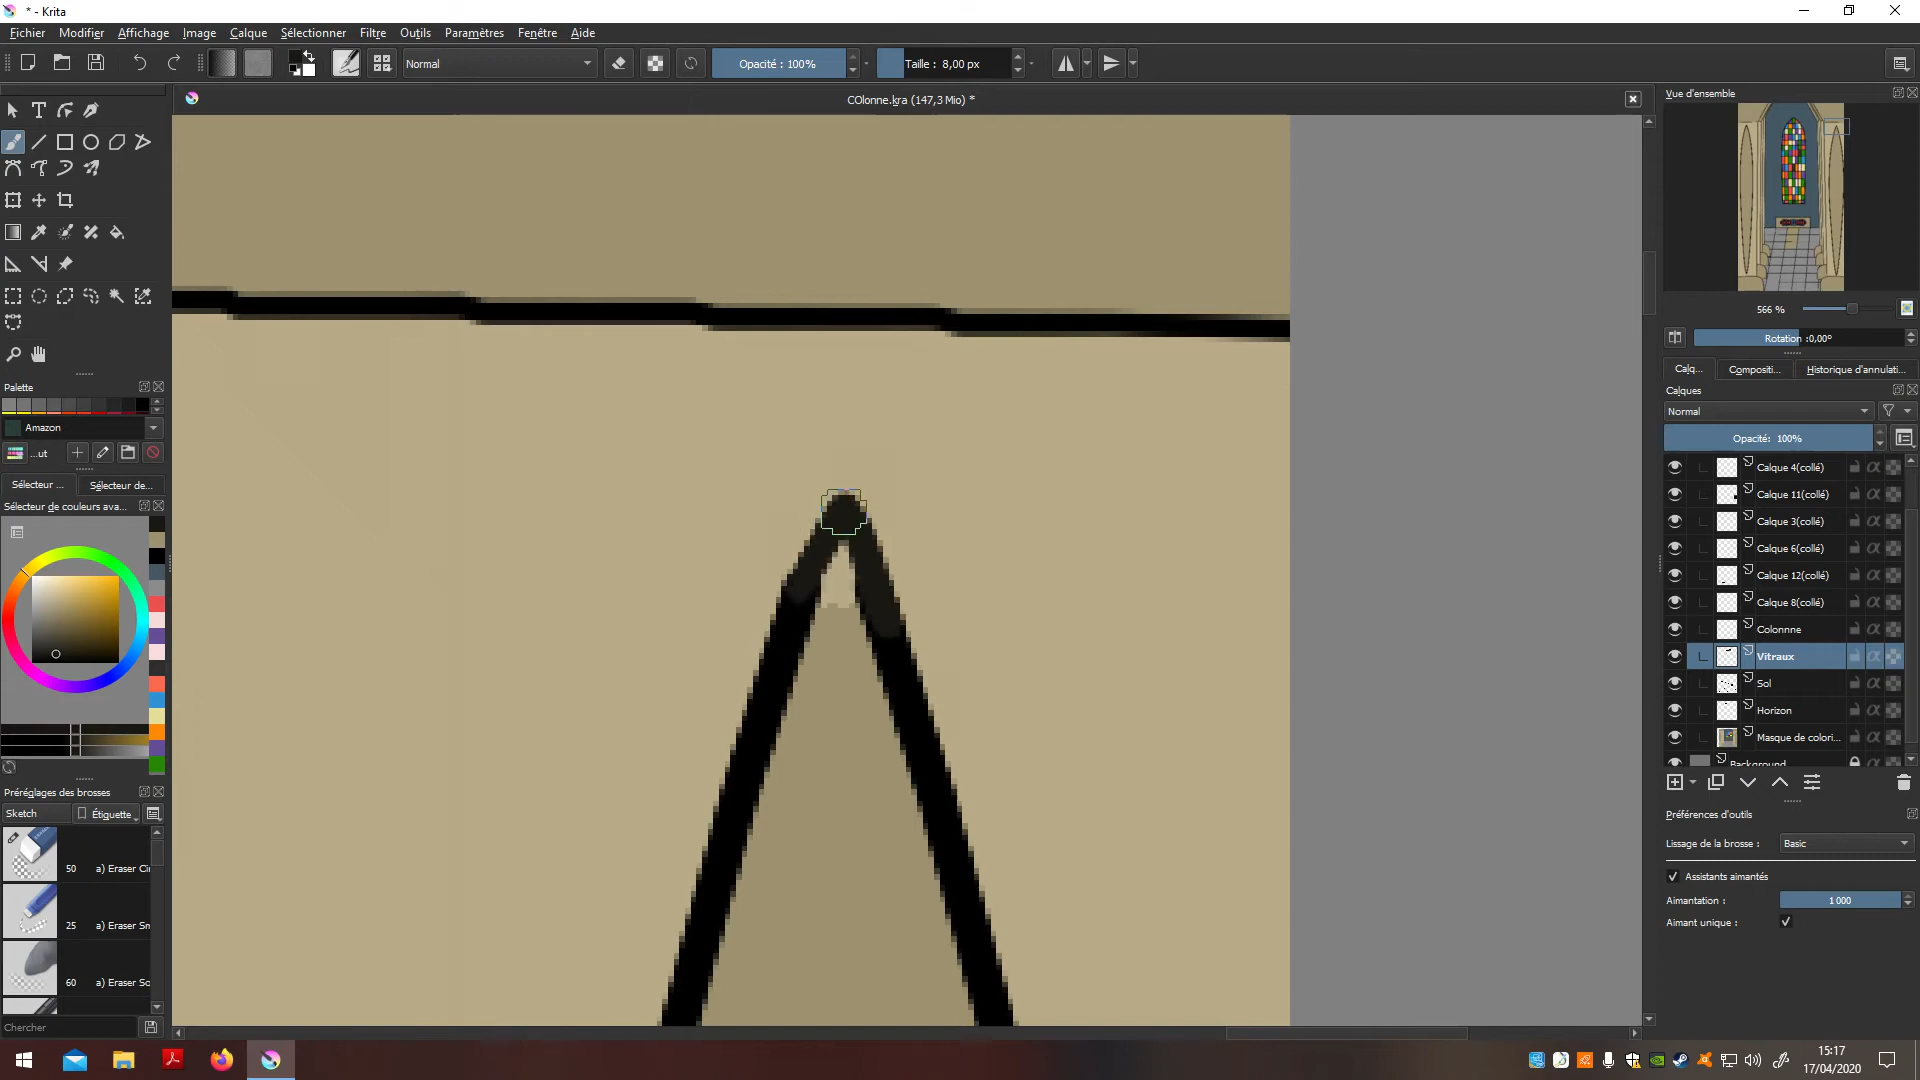 * - Krita
Fichier Modifier Affichage Image Calque Sélectionner Filtre Outils Paramètres Fenêtre Aide
Normal Opacité : 100% Taille : 8,00 px
COlonne.kra (147,3 Mio) *
Palette
Amazon
...ut
Sélecteur ... Sélecteur de...
Sélecteur de couleurs ava...
Préréglages des brosses
Sketch Étiquette
50 a) Eraser Cir
25 a) Eraser Sm
60 a) Eraser So
Chercher
Vue d'ensemble
566 %
Rotation :0,00°
Calq... Compositi... Historique d'annulati...
Calques
Normal
Opacité: 100%
Calque 4(collé)
Calque 11(collé)
Calque 3(collé)
Calque 6(collé)
Calque 12(collé)
Calque 8(collé)
Colonnne
Vitraux
Sol
Horizon
Masque de colori...
Background
Préférences d'outils
Lissage de la brosse : Basic
Assistants aimantés
Aimantation : 1 000
Aimant unique :
15:17
17/04/2020